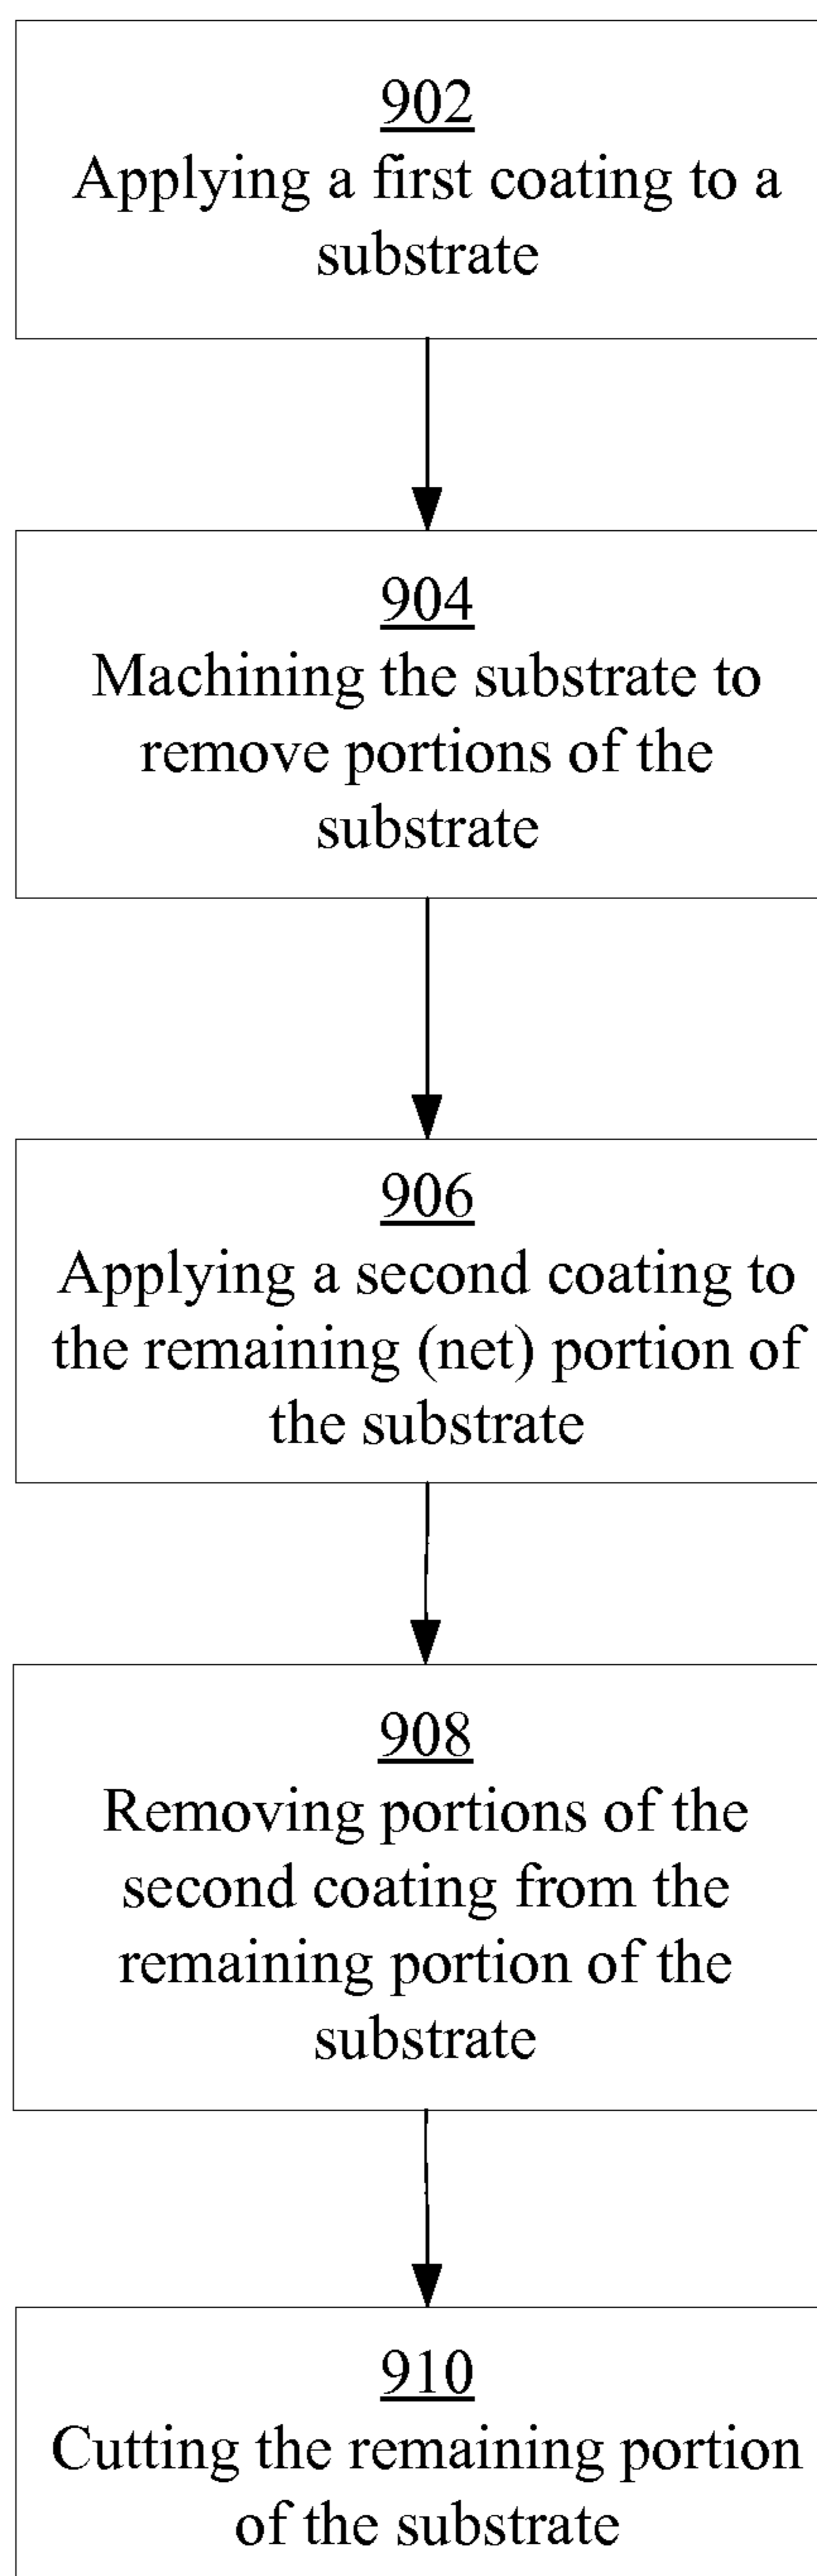 902
Applying a first coating to a
substrate
904
Machining the substrate to
remove portions of the
substrate
906
Applying a second coating to
the remaining (net) portion of
the substrate
908
Removing portions of the
second coating from the
remaining portion of the
substrate
910
Cutting the remaining portion
of the substrate